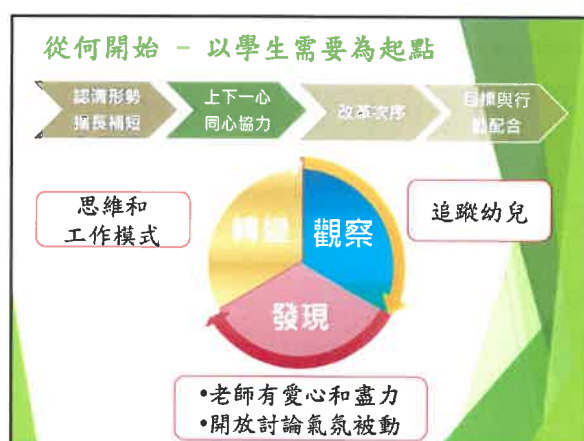 從何開始 – 以學生需要為起點
認清形勢
揚長補短
上下一心
同心協力
改革次序
目標與行
動配合
思維和
工作模式
轉變
觀察
追蹤幼兒
發現
•老師有愛心和盡力
•開放討論氣氛被動